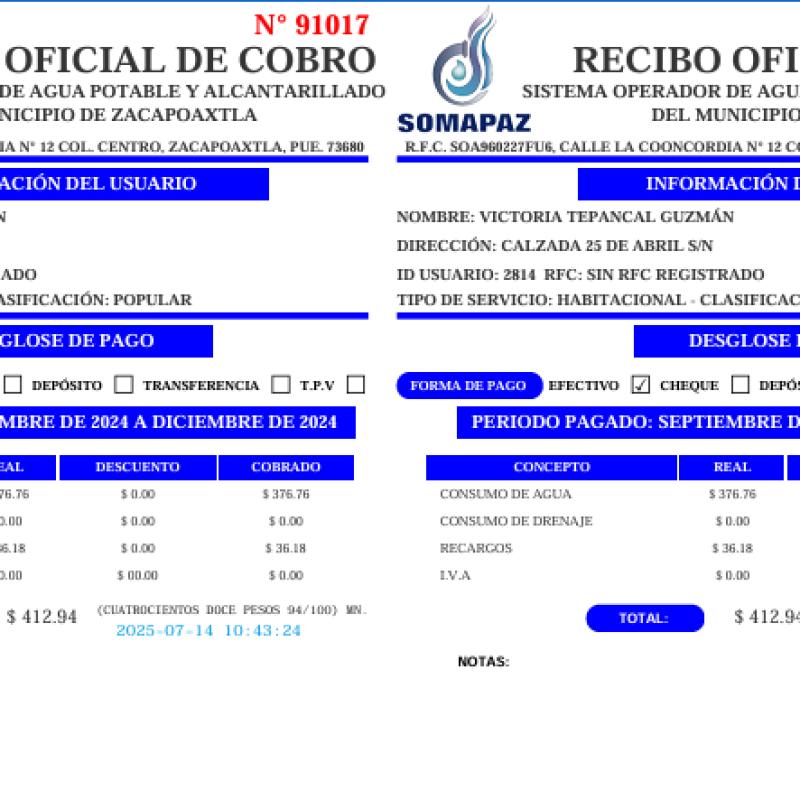 N° 91017
OFICIAL DE COBRO
DE AGUA POTABLE Y ALCANTARILLADO
NICIPIO DE ZACAPOAXTLA
IA N° 12 COL. CENTRO, ZACAPOAXTLA, PUE. 73680
ACIÓN DEL USUARIO
N
ADO
ASIFICACIÓN: POPULAR
GLOSE DE PAGO
DEPÓSITO TRANSFERENCIA T.P.V
MBRE DE 2024 A DICIEMBRE DE 2024
EAL DESCUENTO COBRADO
76.76 $ 0.00 $ 376.76
0.00 $ 0.00 $ 0.00
36.18 $ 0.00 $ 36.18
0.00 $ 00.00 $ 0.00
$ 412.94 (CUATROCIENTOS DOCE PESOS 94/100) MN.
2025-07-14 10:43:24
SOMAPAZ
RECIBO OFI
SISTEMA OPERADOR DE AGU
DEL MUNICIPIO
R.F.C. SOA960227FU6, CALLE LA COONCORDIA N° 12 CO
INFORMACIÓN D
NOMBRE: VICTORIA TEPANCAL GUZMÁN
DIRECCIÓN: CALZADA 25 DE ABRIL S/N
ID USUARIO: 2814 RFC: SIN RFC REGISTRADO
TIPO DE SERVICIO: HABITACIONAL - CLASIFICAC
DESGLOSE
FORMA DE PAGO EFECTIVO CHEQUE DEPÓS
PERIODO PAGADO: SEPTIEMBRE D
CONCEPTO REAL
CONSUMO DE AGUA $ 376.76
CONSUMO DE DRENAJE $ 0.00
RECARGOS $ 36.18
I.V.A $ 0.00
TOTAL: $ 412.94
NOTAS: